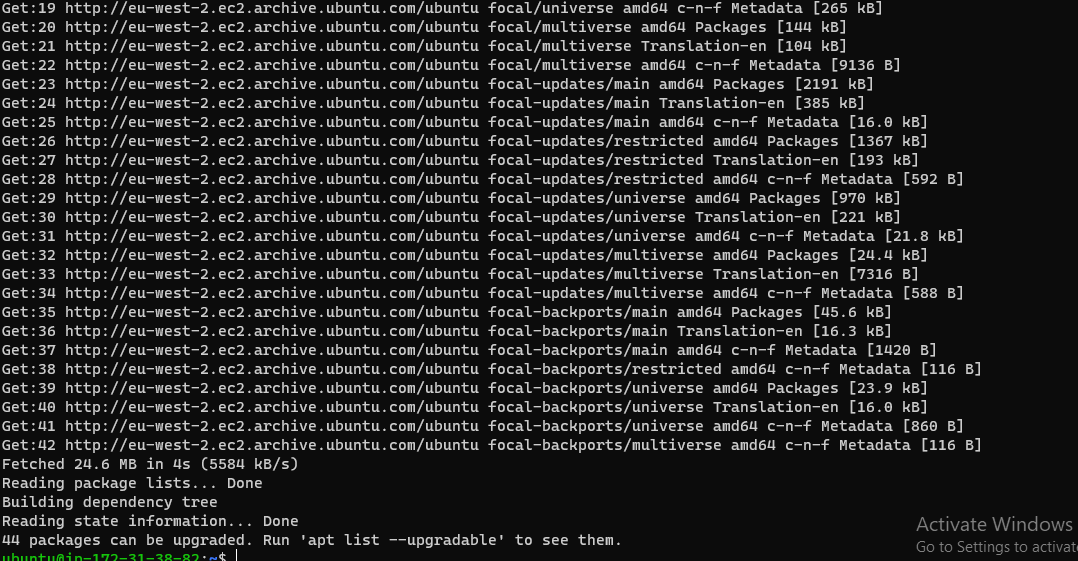 Get:19 http://eu-west-2.ec2.archive.ubuntu.com/ubuntu focal/universe amd64 c-n-f Metadata [265 kB]
Get:20 http://eu-west-2.ec2.archive.ubuntu.com/ubuntu focal/multiverse amd64 Packages [144 kB]
Get:21 http://eu-west-2.ec2.archive.ubuntu.com/ubuntu focal/multiverse Translation-en [104 kB]
Get:22 http://eu-west-2.ec2.archive.ubuntu.com/ubuntu focal/multiverse amd64 c-n-f Metadata [9136 B]
Get:23 http://eu-west-2.ec2.archive.ubuntu.com/ubuntu focal-updates/main amd64 Packages [2191 kB]
Get:24 http://eu-west-2.ec2.archive.ubuntu.com/ubuntu focal-updates/main Translation-en [385 kB]
Get:25 http://eu-west-2.ec2.archive.ubuntu.com/ubuntu focal-updates/main amd64 c-n-f Metadata [16.0 kB]
Get:26 http://eu-west-2.ec2.archive.ubuntu.com/ubuntu focal-updates/restricted amd64 Packages [1367 kB]
Get:27 http://eu-west-2.ec2.archive.ubuntu.com/ubuntu focal-updates/restricted Translation-en [193 kB]
Get:28 http://eu-west-2.ec2.archive.ubuntu.com/ubuntu focal-updates/restricted amd64 c-n-f Metadata [592 B]
Get:29 http://eu-west-2.ec2.archive.ubuntu.com/ubuntu focal-updates/universe amd64 Packages [970 kB]
Get:30 http://eu-west-2.ec2.archive.ubuntu.com/ubuntu focal-updates/universe Translation-en [221 kB]
Get:31 http://eu-west-2.ec2.archive.ubuntu.com/ubuntu focal-updates/universe amd64 c-n-f Metadata [21.8 kB]
Get:32 http://eu-west-2.ec2.archive.ubuntu.com/ubuntu focal-updates/multiverse amd64 Packages [24.4 kB]
Get:33 http://eu-west-2.ec2.archive.ubuntu.com/ubuntu focal-updates/multiverse Translation-en [7316 B]
Get:34 http://eu-west-2.ec2.archive.ubuntu.com/ubuntu focal-updates/multiverse amd64 c-n-f Metadata [588 B]
Get:35 http://eu-west-2.ec2.archive.ubuntu.com/ubuntu focal-backports/main amd64 Packages [45.6 kB]
Get:36 http://eu-west-2.ec2.archive.ubuntu.com/ubuntu focal-backports/main Translation-en [16.3 kB]
Get:37 http://eu-west-2.ec2.archive.ubuntu.com/ubuntu focal-backports/main amd64 c-n-f Metadata [1420 B]
Get:38 http://eu-west-2.ec2.archive.ubuntu.com/ubuntu focal-backports/restricted amd64 c-n-f Metadata [116 B]
Get:39 http://eu-west-2.ec2.archive.ubuntu.com/ubuntu focal-backports/universe amd64 Packages [23.9 kB]
Get:40 http://eu-west-2.ec2.archive.ubuntu.com/ubuntu focal-backports/universe Translation-en [16.0 kB]
Get:41 http://eu-west-2.ec2.archive.ubuntu.com/ubuntu focal-backports/universe amd64 c-n-f Metadata [860 B]
Get:42 http://eu-west-2.ec2.archive.ubuntu.com/ubuntu focal-backports/multiverse amd64 c-n-f Metadata [116 B]
Fetched 24.6 MB in 4s (5584 kB/s)
Reading package lists... Done
Building dependency tree
Reading state information... Done
44 packages can be upgraded. Run 'apt list --upgradable' to see them.
ubuntu@ip-172-31-38-82:~$
Activate Windows
Go to Settings to activate